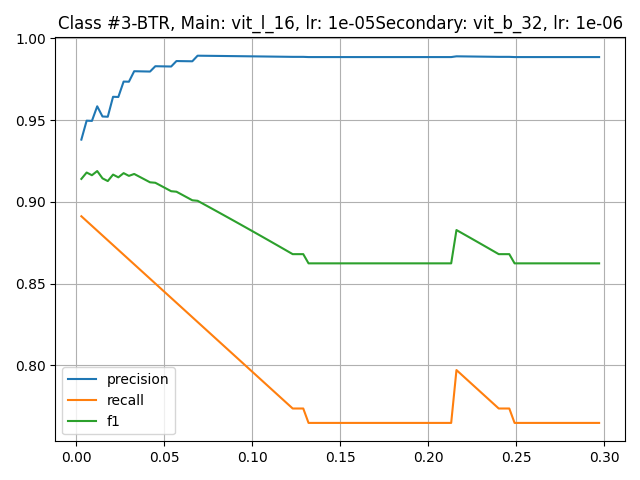 Class #3-BTR, Main: vit_l_16, lr: 1e-05Secondary: vit_b_32, lr: 1e-06
1.00
0.95
0.90
0.85
0.80
precision
recall
f1
0.00 0.05 0.10 0.15 0.20 0.25 0.30